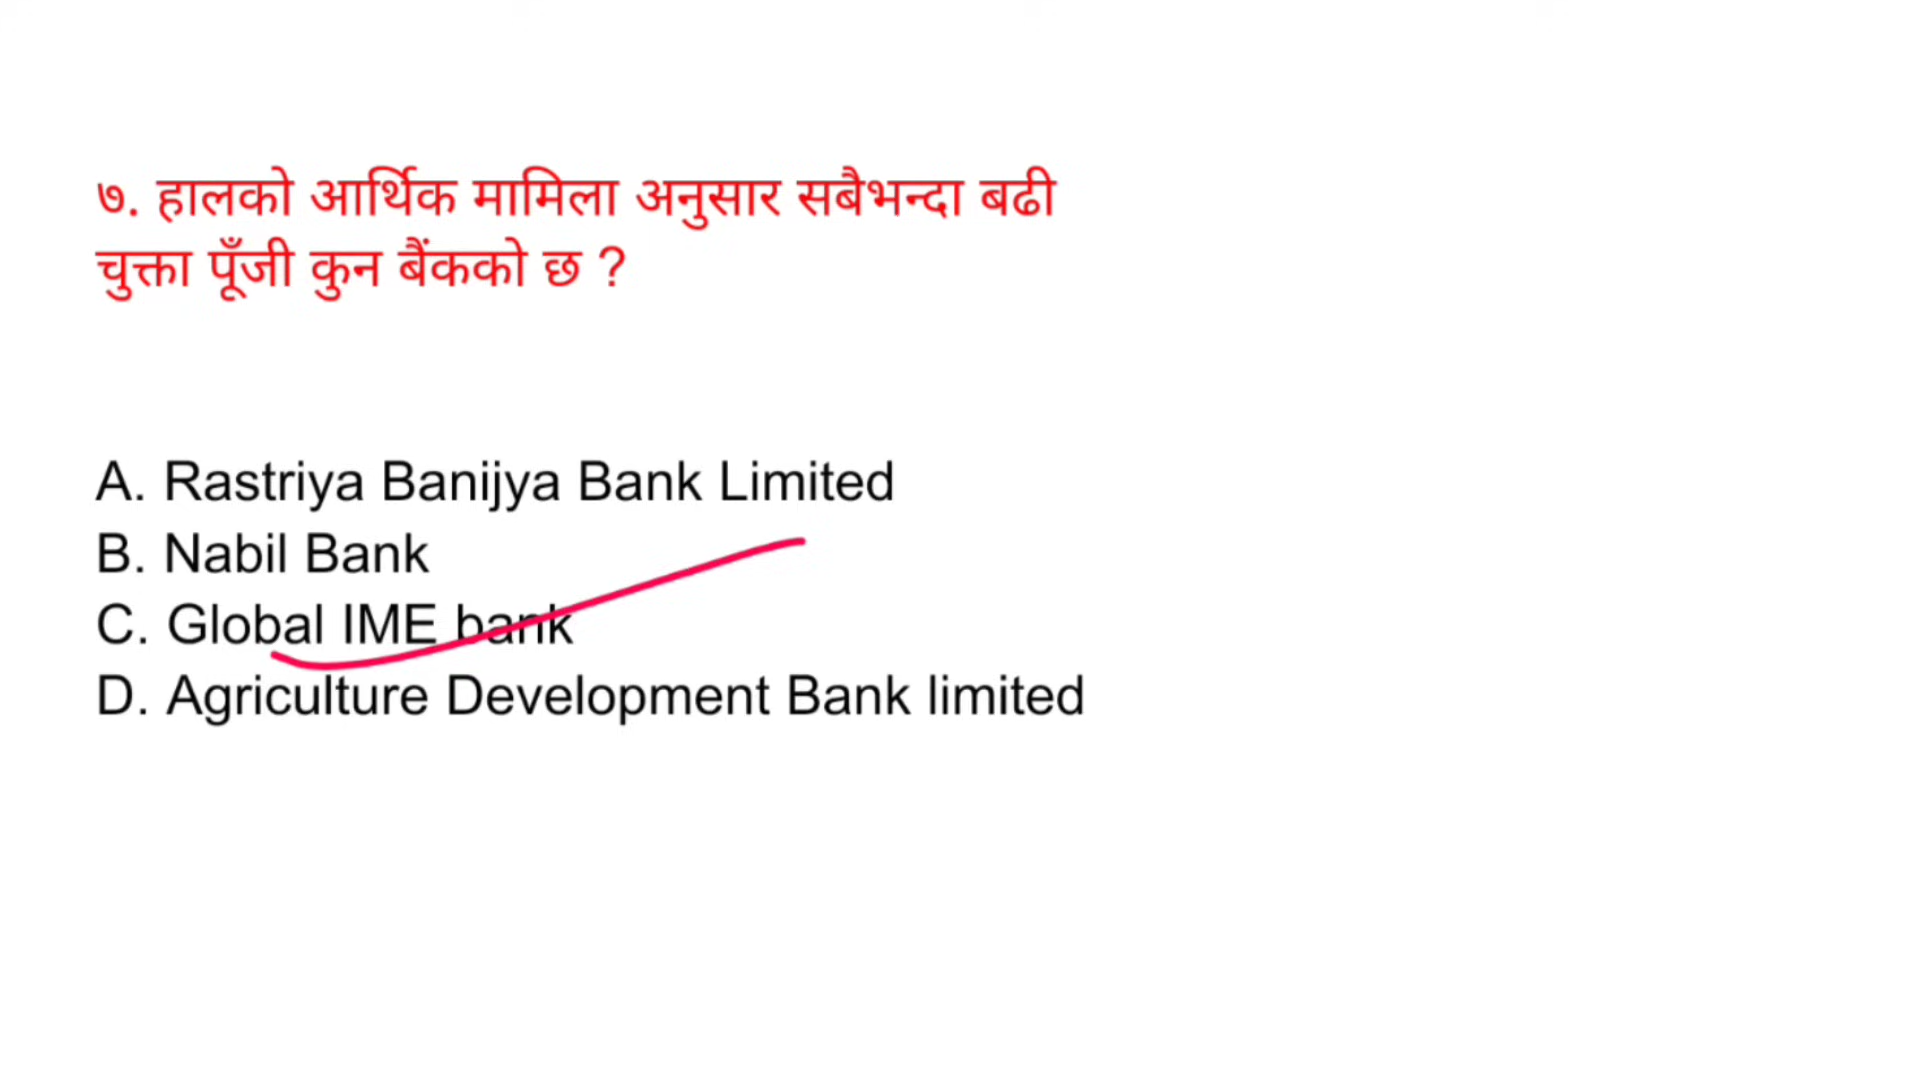 ७. हालको आर्थिक मामिला अनुसार सबैभन्दा बढी
चुक्ता पूँजी कुन बैंकको छ ?
A. Rastriya Banijya Bank Limited
B. Nabil Bank
C. Global IME bank
D. Agriculture Development Bank limited